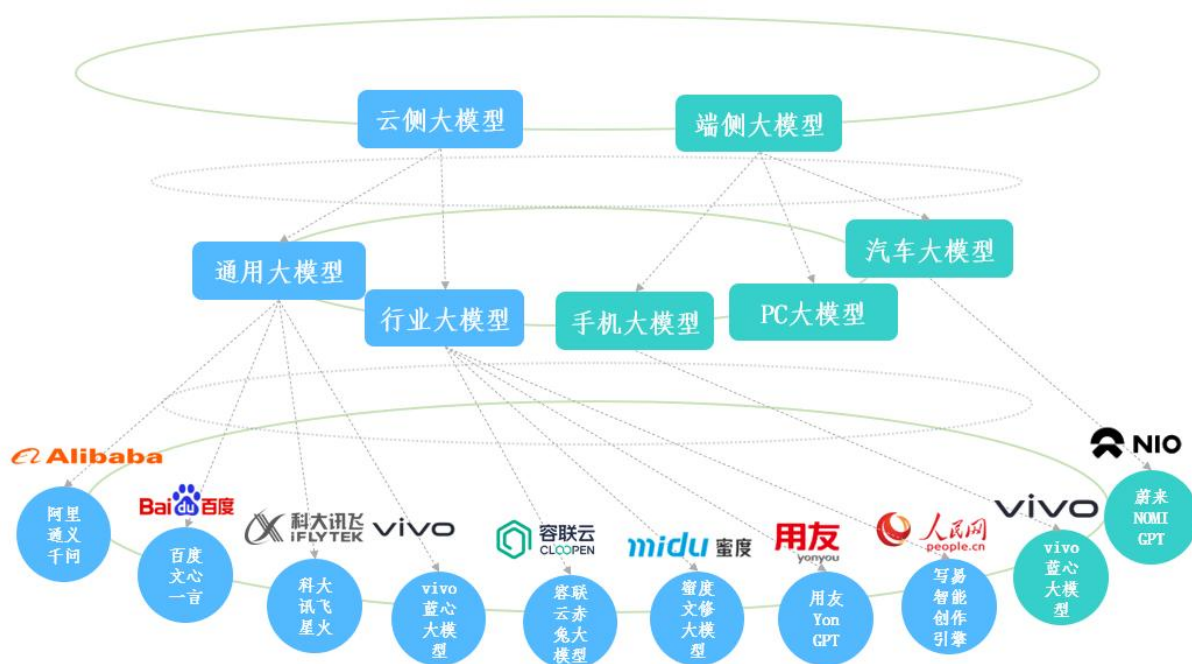 云侧大模型
端侧大模型
通用大模型
行业大模型
手机大模型
PC大模型
汽车大模型
Alibaba
阿里
通义
千问
Bai du 百度
百度
文心
一言
科大讯飞
iFLYTEK
科大
讯飞
星火
vivo
vivo
蓝心
大模
型
容联云
CLOOPEN
容联
云赤
兔大
模型
midu 蜜度
蜜度
文修
大模
型
用友
yonyou
用友
Yon
GPT
人民网
people.cn
写易
智能
创作
引擎
vivo
vivo
蓝心
大模
型
NIO
蔚来
NOMI
GPT